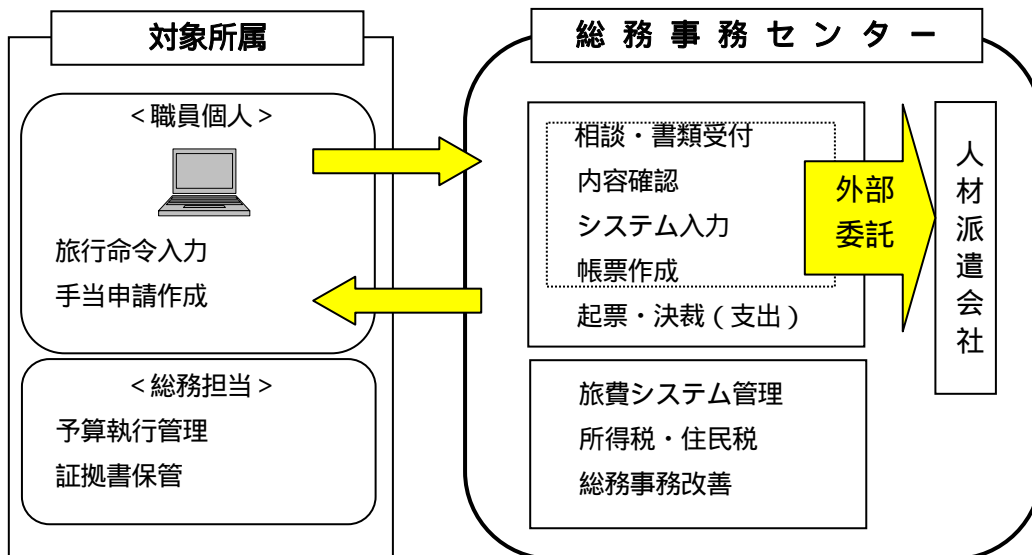 対象所属
＜職員個人＞
旅行命令入力
手当申請作成
＜総務担当＞
予算執行管理
証拠書保管
総務事務センター
相談・書類受付
内容確認
システム入力
帳票作成
起票・決裁（支出）
外部
委託
人材派遣会社
旅費システム管理
所得税・住民税
総務事務改善